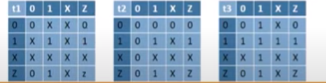 t1 0 1 X Z
0 0 X X 0
1 X 1 X 1
X X X X X
Z 0 1 X Z
t2 0 1 X Z
0 0 0 0 0
1 0 1 X 1
X 0 X X X
Z 0 1 X Z
t3 0 1 X Z
0 0 1 X 0
1 1 1 1 1
X X 1 X X
Z 0 1 X Z